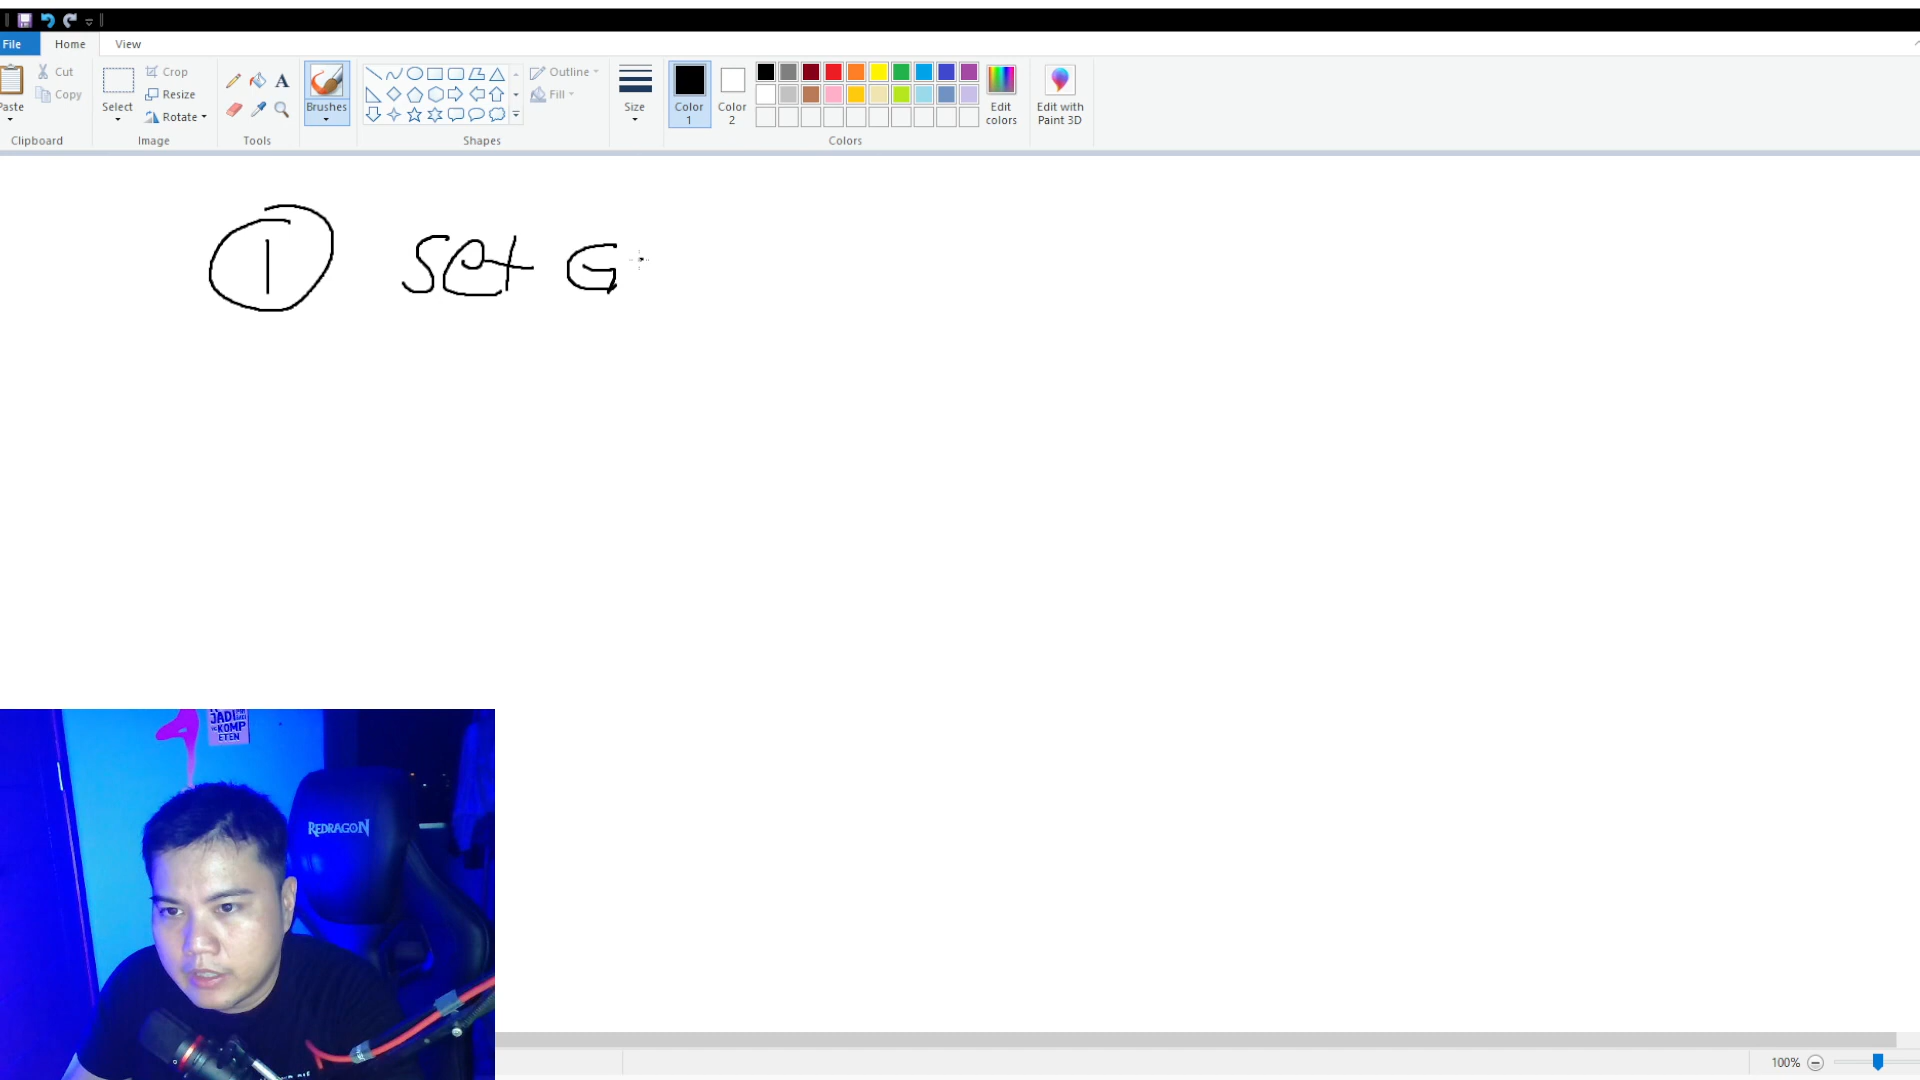 File Home View
Paste
Cut
Copy
Clipboard
Select
Crop
Resize
Rotate
Image
Tools
Brushes
Shapes
Outline
Fill
Size
Color 1
Color 2
Edit colors
Edit with Paint 3D
Colors
1 Set G
JADI
KOMP
ETEN
REDRAGON
100%